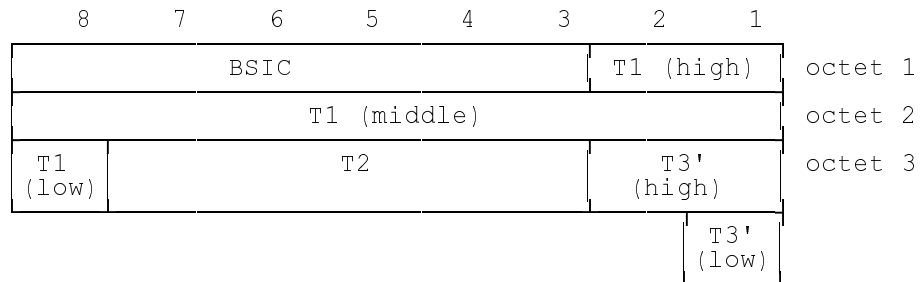 8 7 6 5 4 3 2 1
BSIC T1 (high) octet 1
T1 (middle) octet 2
T1 T2 T3' octet 3
(low) (high)
T3'
(low)